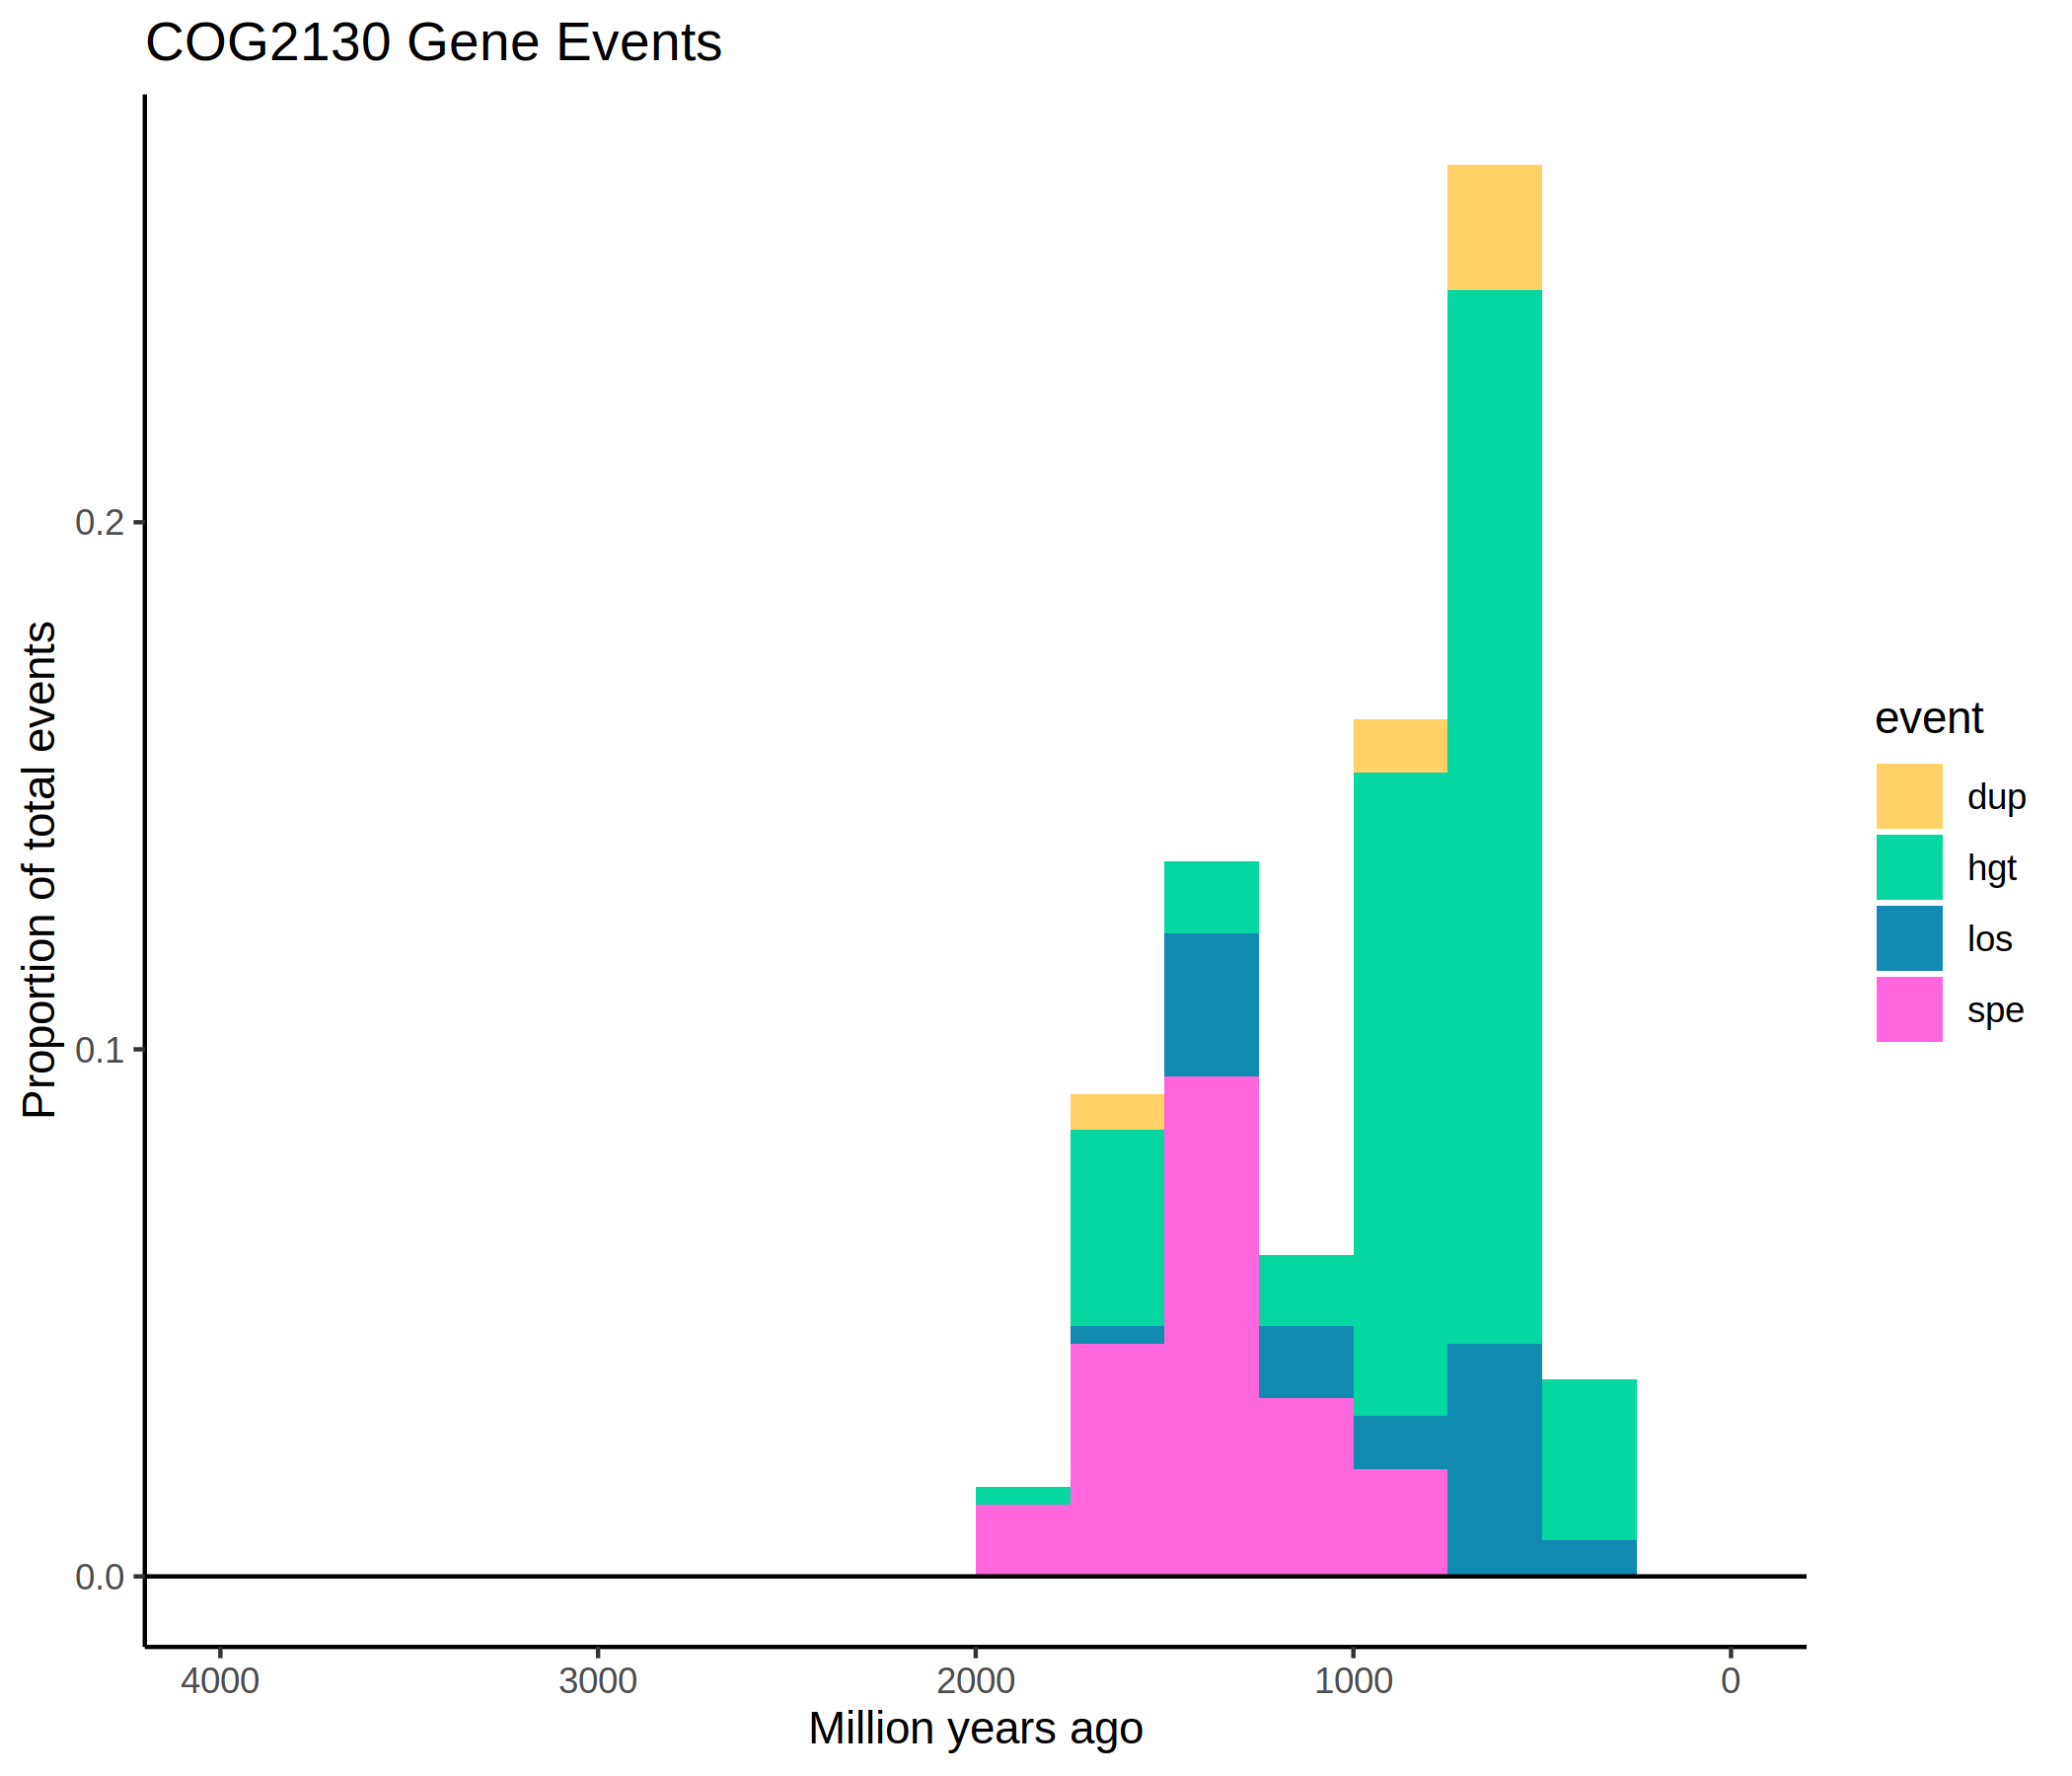 COG2130 Gene Events
Proportion of total events
0.2
0.1
0.0
4000 3000 2000 1000 0
Million years ago
event
dup
hgt
los
spe